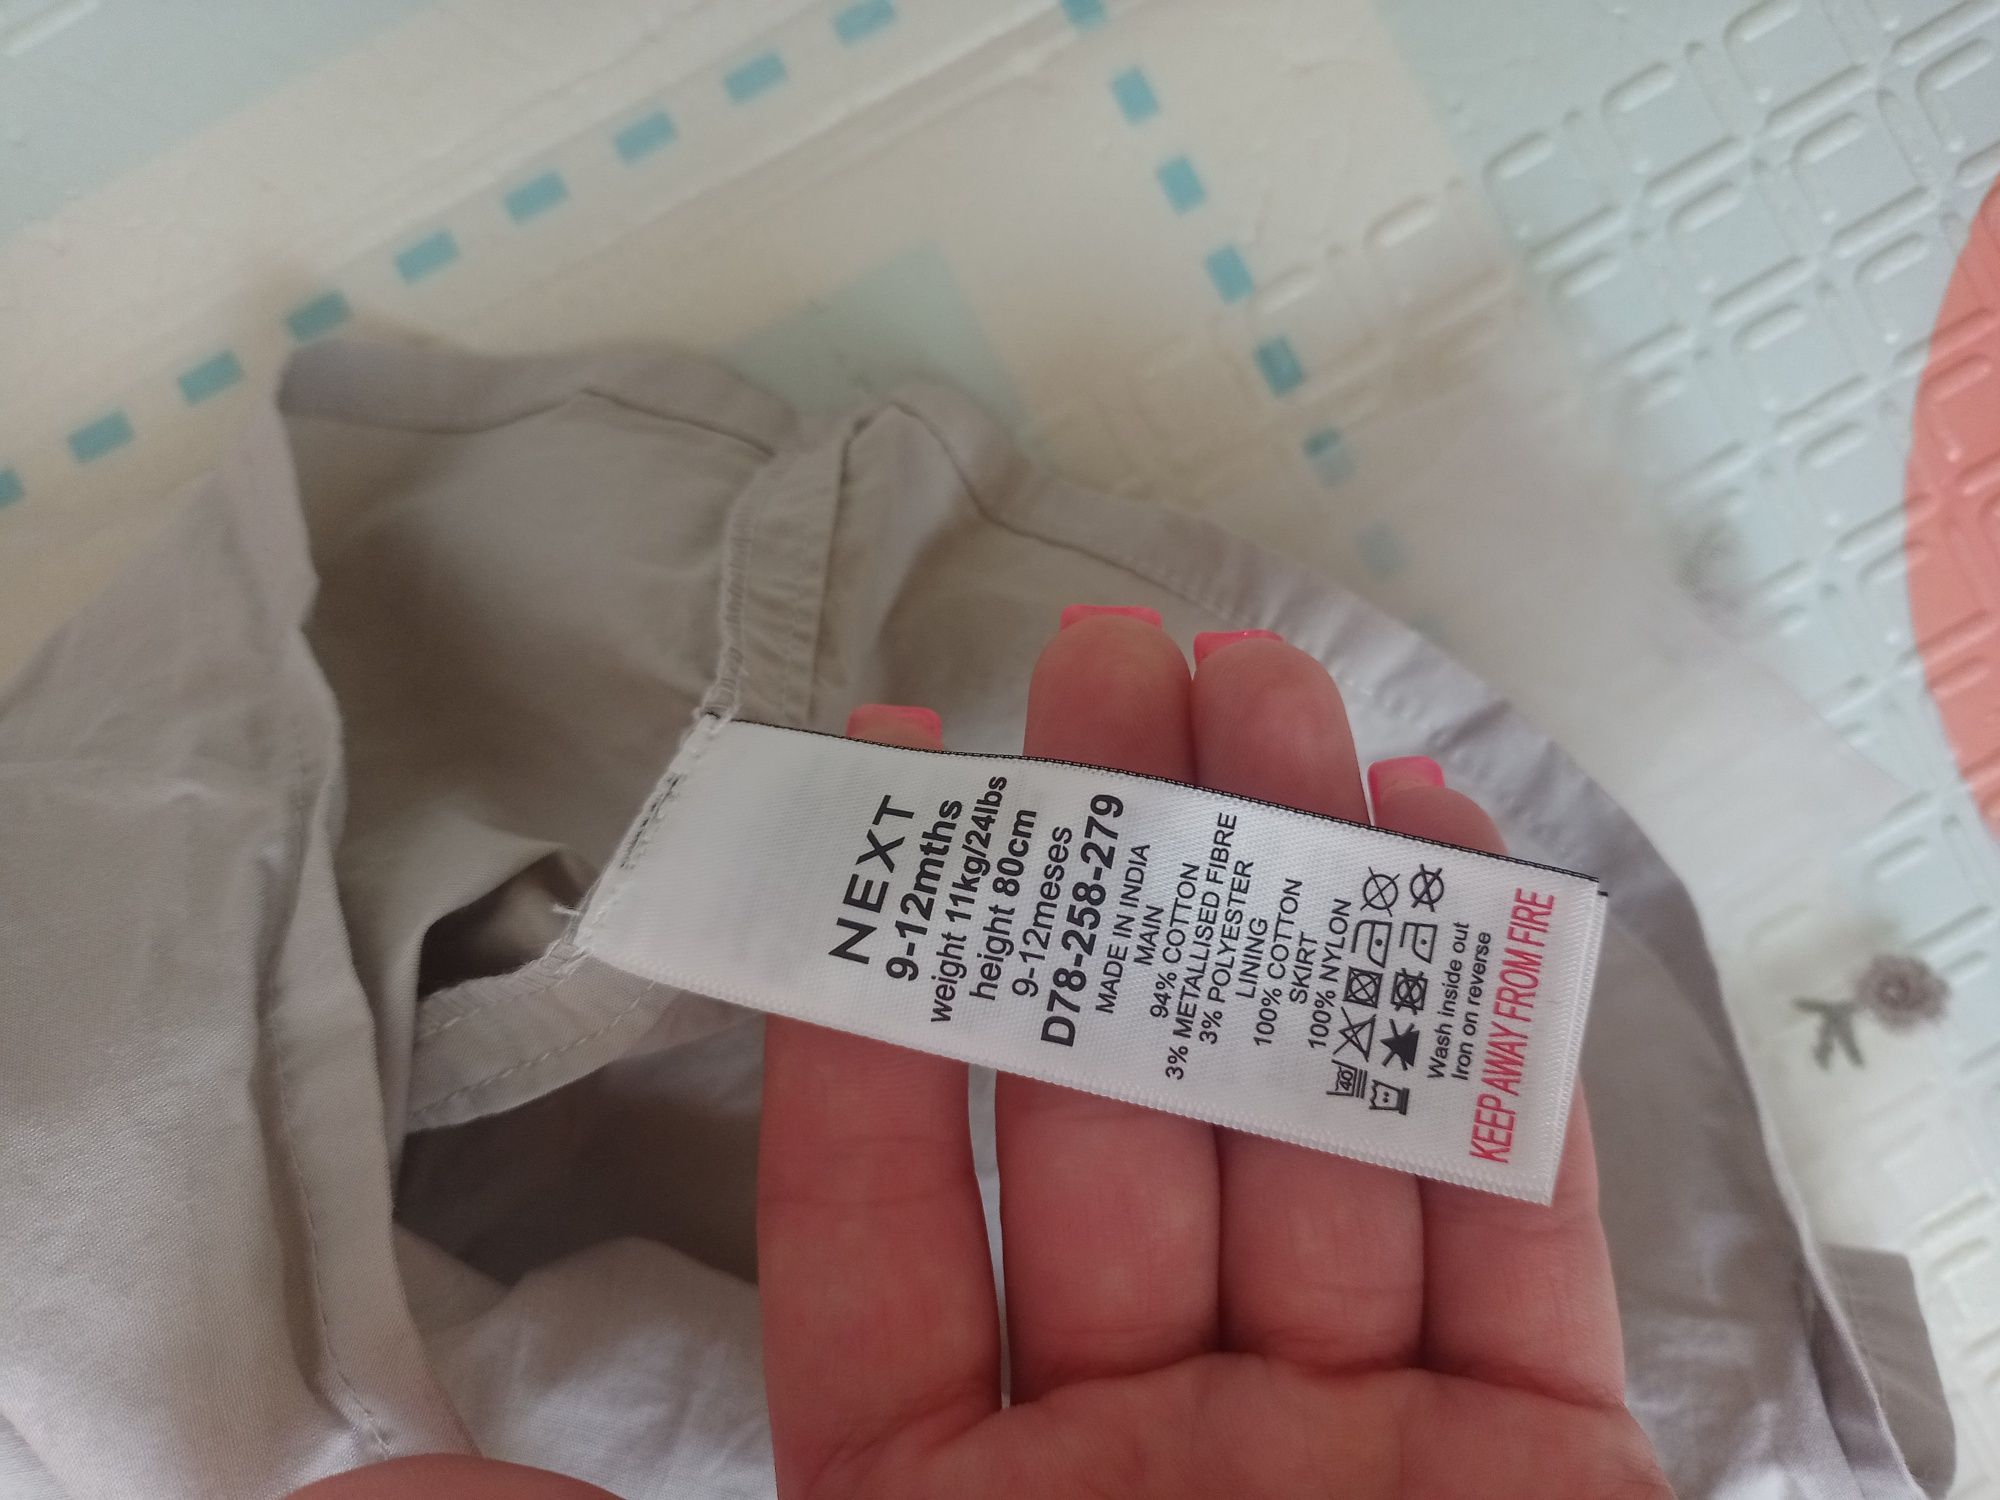 NEXT
9-12mths
weight 11kg/24lbs
height 80cm
9-12meses
D78-258-279
MADE IN INDIA
MAIN
94% COTTON
3% METALLISED FIBRE
3% POLYESTER
LINING
100% COTTON
SKIRT
100% NYLON
40
Wash inside out
Iron on reverse
KEEP AWAY FROM FIRE